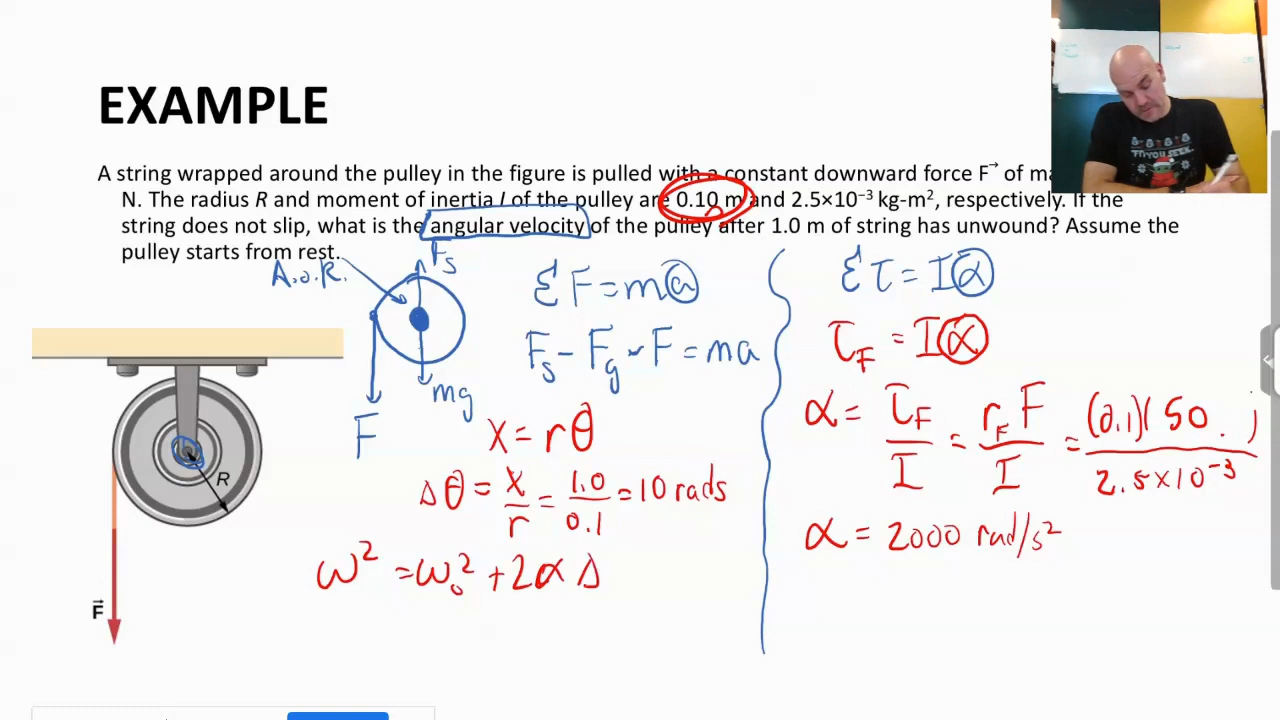 EXAMPLE
A string wrapped around the pulley in the figure is pulled with a constant downward force F⃗ of ma
N. The radius R and moment of inertia I of the pulley are 0.10 m and 2.5×10⁻³ kg-m², respectively. If the
string does not slip, what is the angular velocity of the pulley after 1.0 m of string has unwound? Assume the
pulley starts from rest.
A.o.R.
Fs
F
mg
ΣF = ma
Fs - Fg - F = ma
x = rθ
Δθ = x/r = 1.0/0.1 = 10 rads
ω² = ω₀² + 2αΔ
Στ = Iα
τF = Iα
α = τF/I = rF F/I = (0.1)(50.)/2.5×10⁻³
α = 2000 rad/s²
R
F⃗